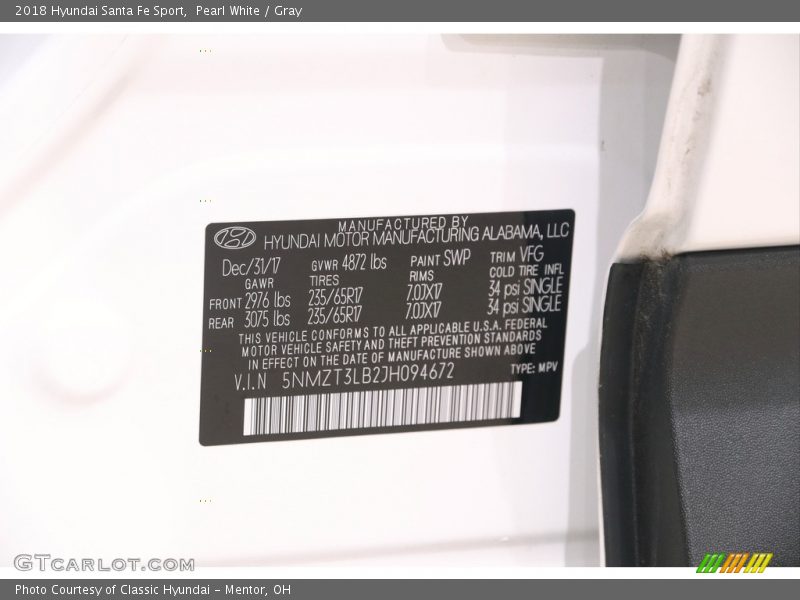 2018 Hyundai Santa Fe Sport, Pearl White / Gray
MANUFACTURED BY
HYUNDAI MOTOR MANUFACTURING ALABAMA, LLC
Dec/31/17 GVWR 4872 lbs PAINT SWP TRIM VFG
GAWR TIRES RIMS COLD TIRE INFL
FRONT 2976 lbs 235/65R17 7.0JX17 34 psi SINGLE
REAR 3075 lbs 235/65R17 7.0JX17 34 psi SINGLE
THIS VEHICLE CONFORMS TO ALL APPLICABLE U.S.A. FEDERAL
MOTOR VEHICLE SAFETY AND THEFT PREVENTION STANDARDS
IN EFFECT ON THE DATE OF MANUFACTURE SHOWN ABOVE
V.I.N 5NMZT3LB2JH094672 TYPE: MPV
GTCARLOT.COM
Photo Courtesy of Classic Hyundai - Mentor, OH